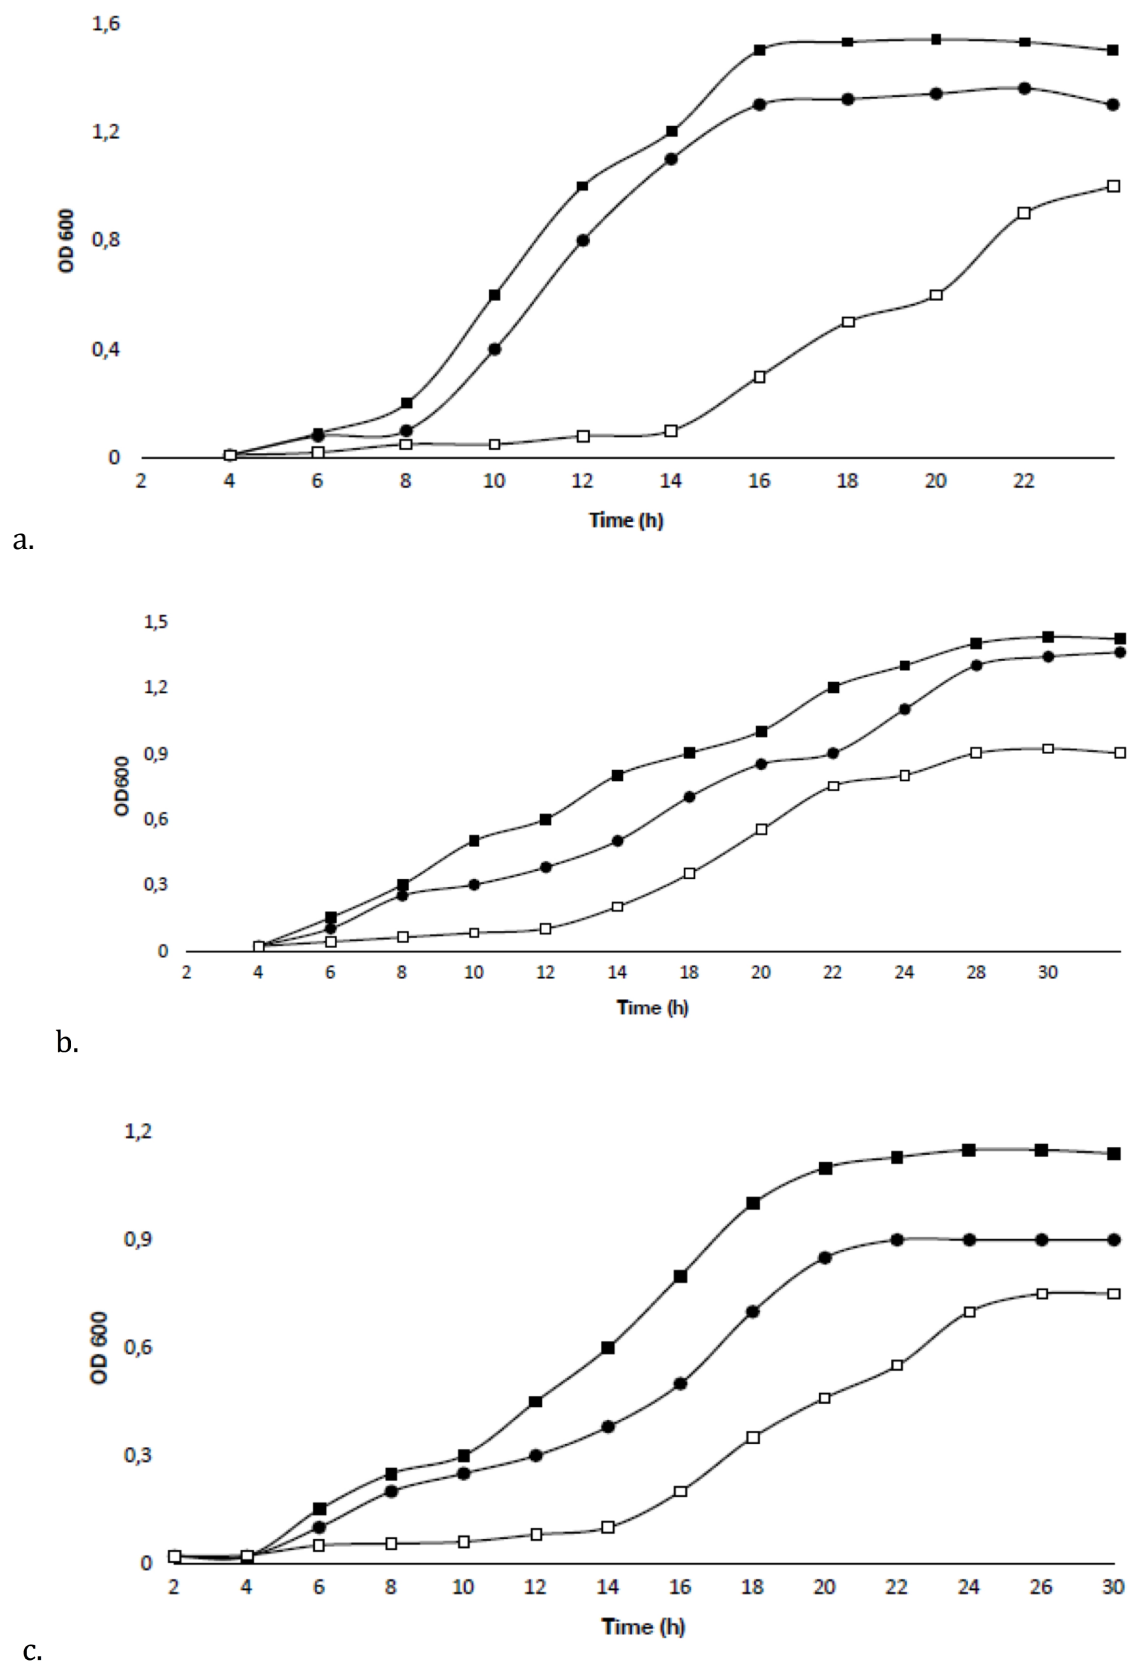 1,6
1,2
0,8
0,4
0
OD 600
2 4 6 8 10 12 14 16 18 20 22
Time (h)
a.
1,5
1,2
0,9
0,6
0,3
0
OD600
2 4 6 8 10 12 14 16 18 20 22 24 28 30
Time (h)
b.
1,2
0,9
0,6
0,3
0
OD 600
2 4 6 8 10 12 14 16 18 20 22 24 26 30
Time (h)
c.